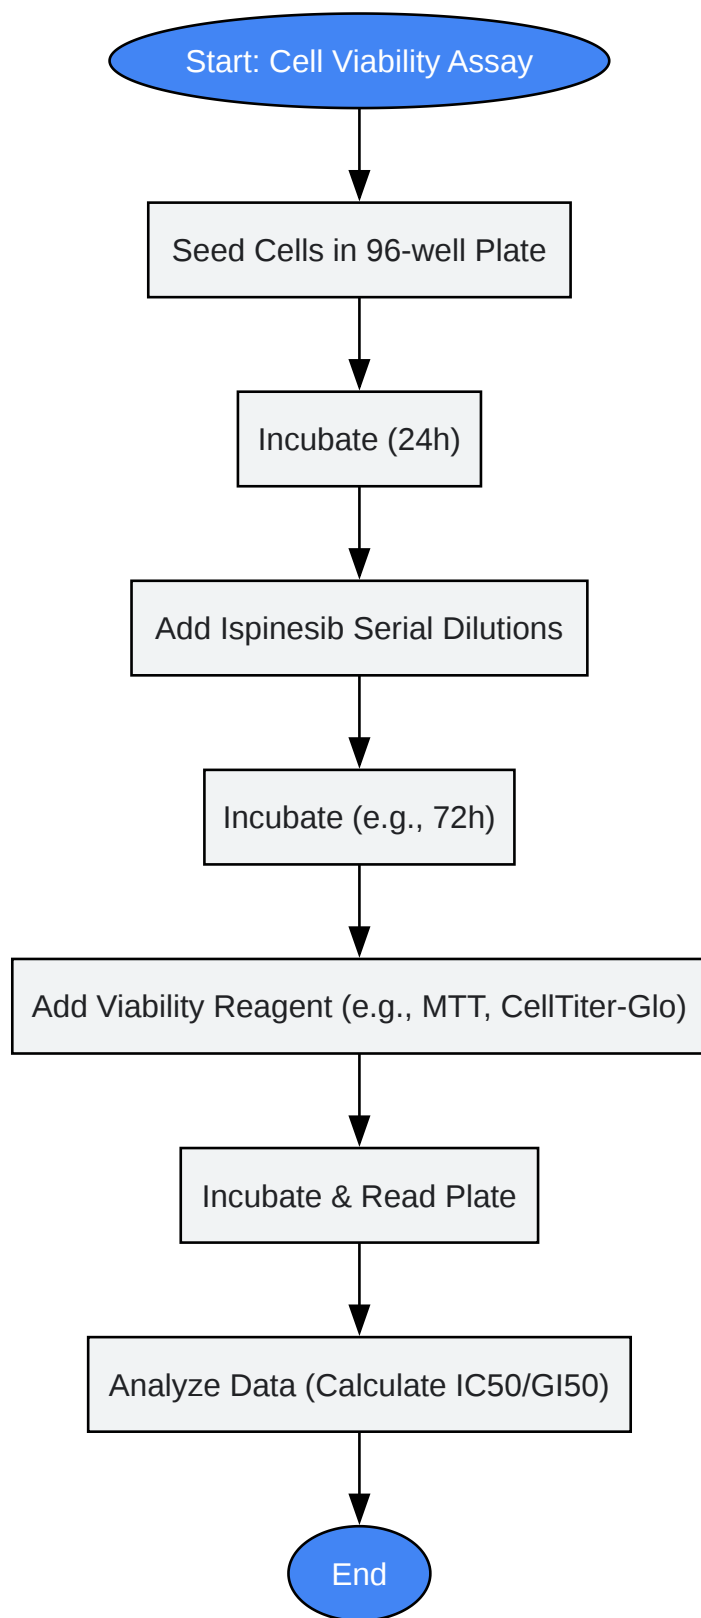 Start: Cell Viability Assay
Seed Cells in 96-well Plate
Incubate (24h)
Add Ispinesib Serial Dilutions
Incubate (e.g., 72h)
Add Viability Reagent (e.g., MTT, CellTiter-Glo)
Incubate & Read Plate
Analyze Data (Calculate IC50/GI50)
End